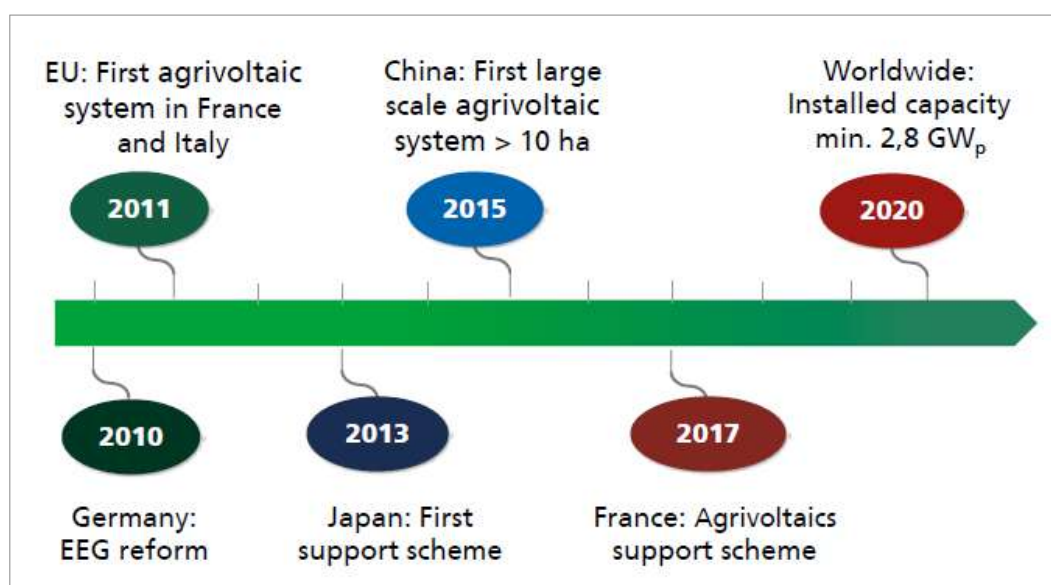 EU: First agrivoltaic
system in France
and Italy
China: First large
scale agrivoltaic
system > 10 ha
Worldwide:
Installed capacity
min. 2,8 GWp
2011
2015
2020
2010
2013
2017
Germany:
EEG reform
Japan: First
support scheme
France: Agrivoltaics
support scheme